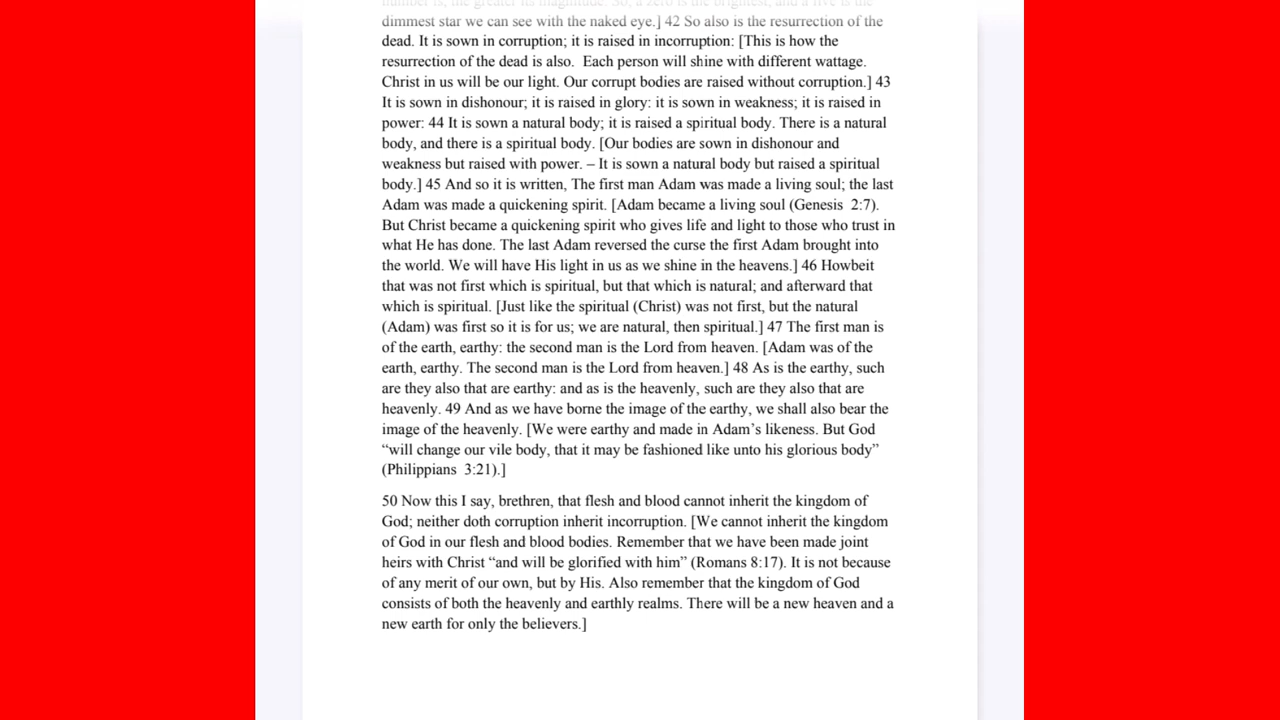 number is, the greater its magnitude. So, a zero is the brightest, and a five is the
dimmest star we can see with the naked eye.] 42 So also is the resurrection of the
dead. It is sown in corruption; it is raised in incorruption: [This is how the
resurrection of the dead is also.  Each person will shine with different wattage.
Christ in us will be our light. Our corrupt bodies are raised without corruption.] 43
It is sown in dishonour; it is raised in glory: it is sown in weakness; it is raised in
power: 44 It is sown a natural body; it is raised a spiritual body. There is a natural
body, and there is a spiritual body. [Our bodies are sown in dishonour and
weakness but raised with power. – It is sown a natural body but raised a spiritual
body.] 45 And so it is written, The first man Adam was made a living soul; the last
Adam was made a quickening spirit. [Adam became a living soul (Genesis  2:7).
But Christ became a quickening spirit who gives life and light to those who trust in
what He has done. The last Adam reversed the curse the first Adam brought into
the world. We will have His light in us as we shine in the heavens.] 46 Howbeit
that was not first which is spiritual, but that which is natural; and afterward that
which is spiritual. [Just like the spiritual (Christ) was not first, but the natural
(Adam) was first so it is for us; we are natural, then spiritual.] 47 The first man is
of the earth, earthy: the second man is the Lord from heaven. [Adam was of the
earth, earthy. The second man is the Lord from heaven.] 48 As is the earthy, such
are they also that are earthy: and as is the heavenly, such are they also that are
heavenly. 49 And as we have borne the image of the earthy, we shall also bear the
image of the heavenly. [We were earthy and made in Adam’s likeness. But God
“will change our vile body, that it may be fashioned like unto his glorious body”
(Philippians  3:21).]
50 Now this I say, brethren, that flesh and blood cannot inherit the kingdom of
God; neither doth corruption inherit incorruption. [We cannot inherit the kingdom
of God in our flesh and blood bodies. Remember that we have been made joint
heirs with Christ “and will be glorified with him” (Romans 8:17). It is not because
of any merit of our own, but by His. Also remember that the kingdom of God
consists of both the heavenly and earthly realms. There will be a new heaven and a
new earth for only the believers.]